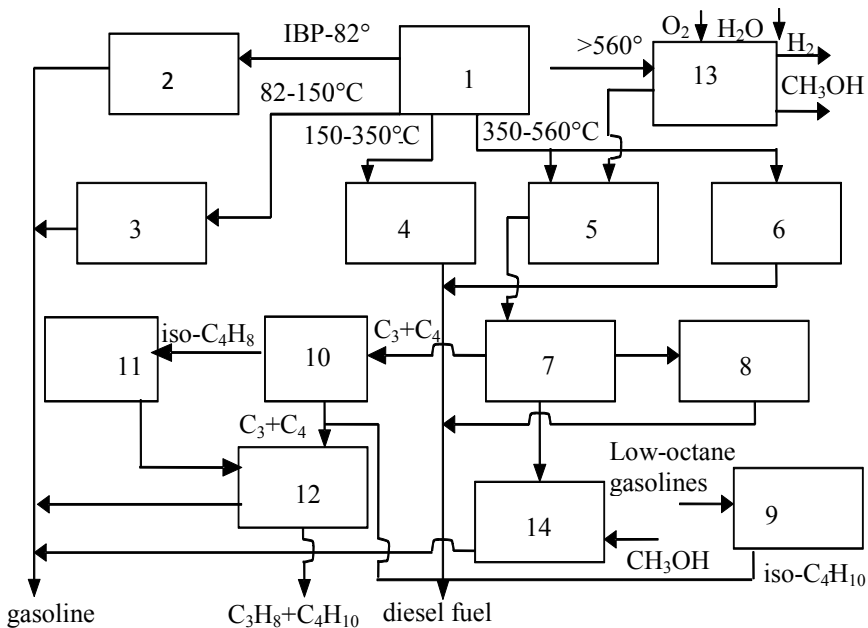 O₂
H₂O
IBP-82°
>560°
H₂
2
1
13
82-150°C
CH₃OH
150-350°C
350-560°C
3
4
5
6
iso-C₄H₈
C₃+C₄
11
10
7
8
C₃+C₄
Low-octane
gasolines
12
14
9
CH₃OH
iso-C₄H₁₀
gasoline
C₃H₈+C₄H₁₀
diesel fuel